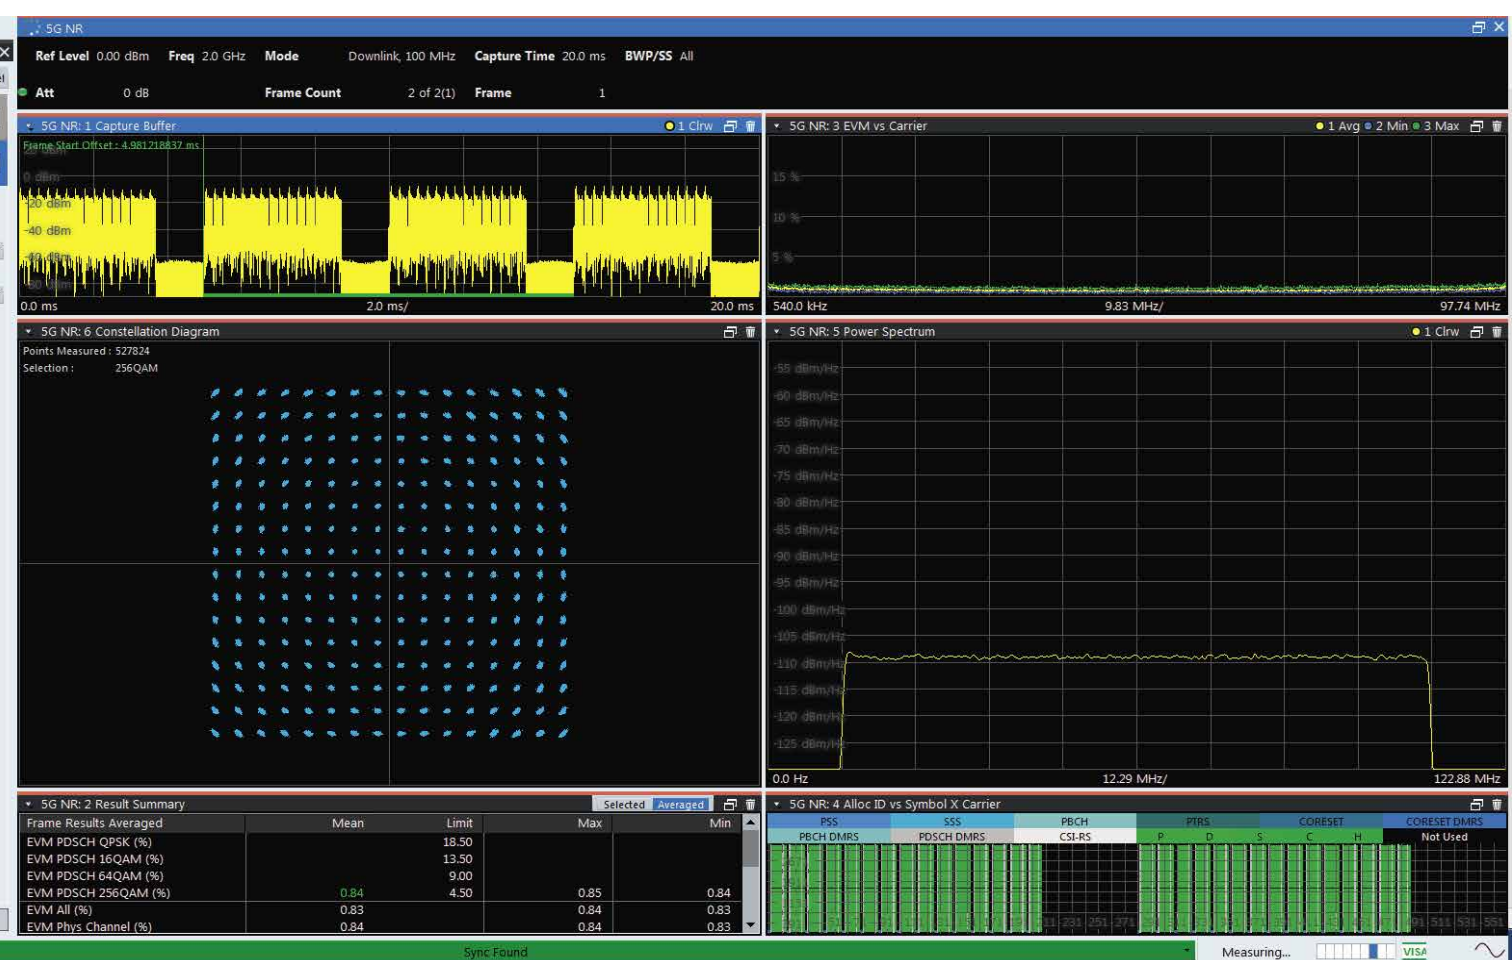 5G NR
Ref Level 0.00 dBm Freq 2.0 GHz Mode Downlink, 100 MHz Capture Time 20.0 ms BWP/SS All
Att 0 dB Frame Count 2 of 2(1) Frame 1
5G NR: 1 Capture Buffer 1 Clrw
Frame Start Offset : 4.981218837 ms
0 dBm
-20 dBm
-40 dBm
0.0 ms 2.0 ms/ 20.0 ms
5G NR: 3 EVM vs Carrier 1 Avg 2 Min 3 Max
15 %
10 %
5 %
540.0 kHz 9.83 MHz/ 97.74 MHz
5G NR: 6 Constellation Diagram
Points Measured : 527824
Selection : 256QAM
5G NR: 5 Power Spectrum 1 Clrw
-55 dBm/Hz
-60 dBm/Hz
-65 dBm/Hz
-70 dBm/Hz
-75 dBm/Hz
-80 dBm/Hz
-85 dBm/Hz
-90 dBm/Hz
-95 dBm/Hz
-100 dBm/Hz
-105 dBm/Hz
-110 dBm/Hz
-115 dBm/Hz
-120 dBm/Hz
-125 dBm/Hz
0.0 Hz 12.29 MHz/ 122.88 MHz
5G NR: 2 Result Summary Selected Averaged
Frame Results Averaged Mean Limit Max Min
EVM PDSCH QPSK (%) 18.50
EVM PDSCH 16QAM (%) 13.50
EVM PDSCH 64QAM (%) 9.00
EVM PDSCH 256QAM (%) 0.84 4.50 0.85 0.84
EVM All (%) 0.83 0.84 0.83
EVM Phys Channel (%) 0.84 0.84 0.83
5G NR: 4 Alloc ID vs Symbol X Carrier
PSS SSS PBCH PTRS CORESET CORESET DMRS
PBCH DMRS PDSCH DMRS CSI-RS P D S C H Not Used
231 251 271
511 531 551
Sync Found Measuring... VISA